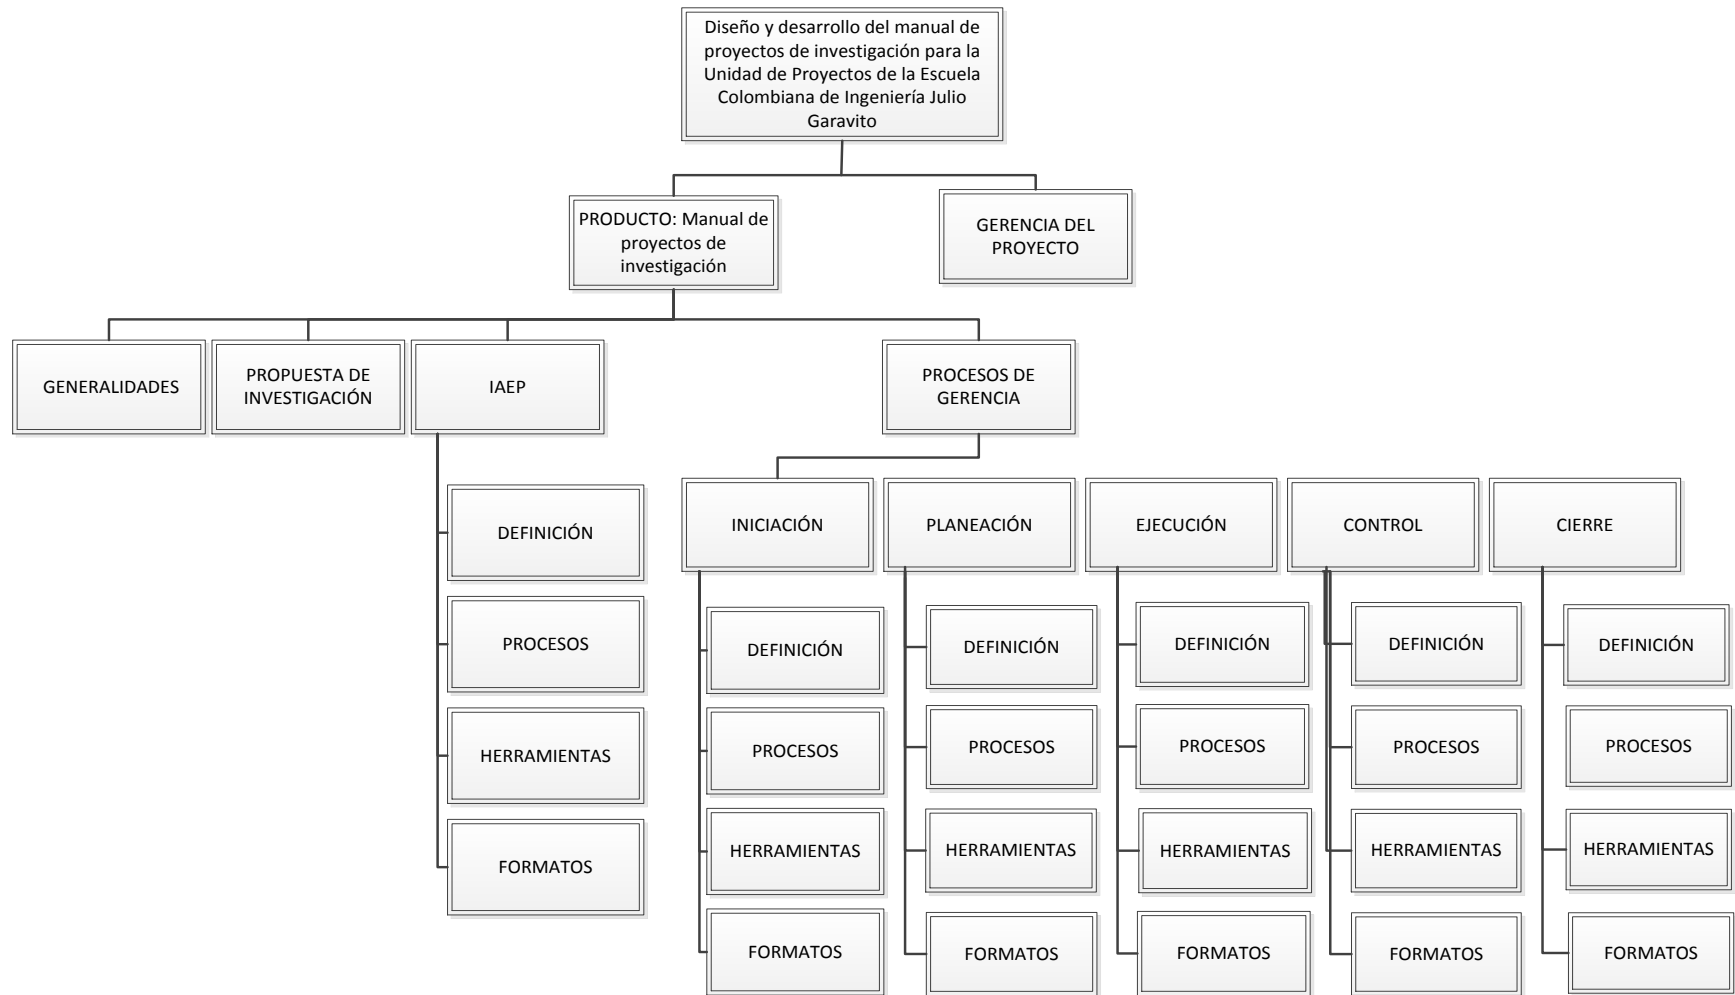 Diseño y desarrollo del manual de
proyectos de investigación para la
Unidad de Proyectos de la Escuela
Colombiana de Ingeniería Julio
Garavito
PRODUCTO: Manual de
proyectos de
investigación
GERENCIA DEL
PROYECTO
GENERALIDADES
PROPUESTA DE
INVESTIGACIÓN
IAEP
PROCESOS DE
GERENCIA
DEFINICIÓN
PROCESOS
HERRAMIENTAS
FORMATOS
INICIACIÓN
PLANEACIÓN
EJECUCIÓN
CONTROL
CIERRE
DEFINICIÓN
DEFINICIÓN
DEFINICIÓN
DEFINICIÓN
DEFINICIÓN
PROCESOS
PROCESOS
PROCESOS
PROCESOS
PROCESOS
HERRAMIENTAS
HERRAMIENTAS
HERRAMIENTAS
HERRAMIENTAS
HERRAMIENTAS
FORMATOS
FORMATOS
FORMATOS
FORMATOS
FORMATOS